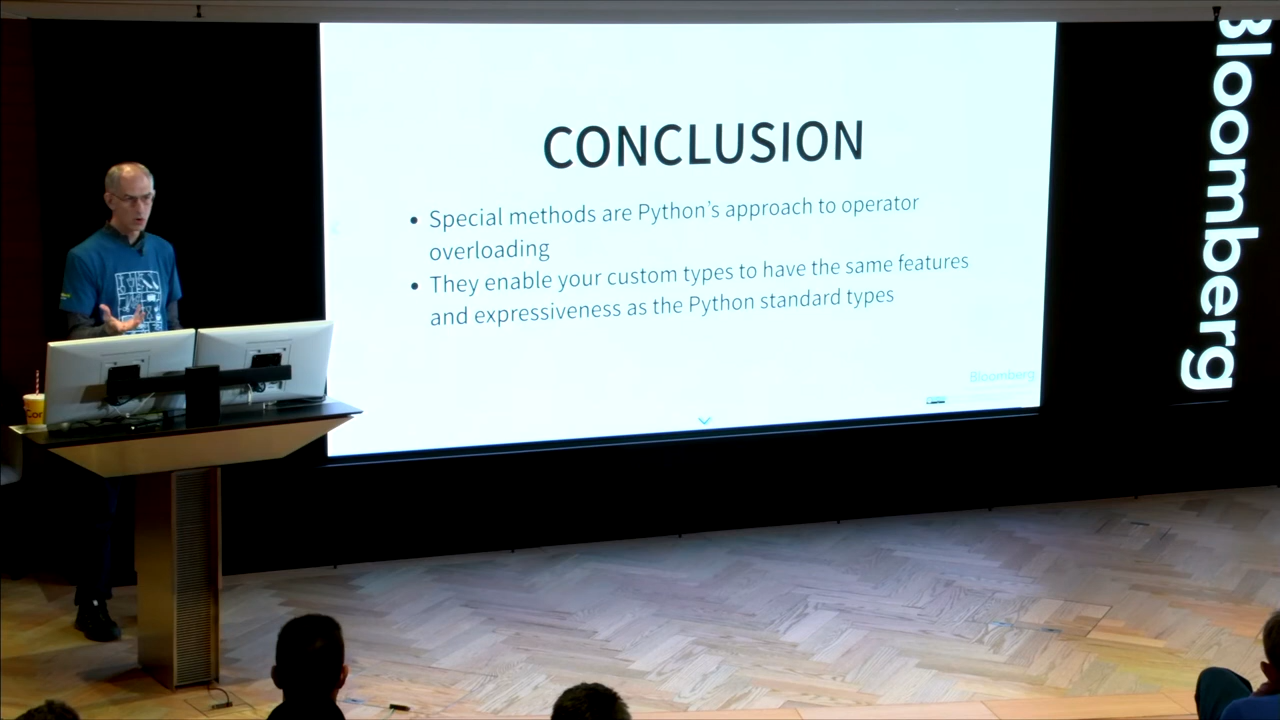 CONCLUSION
• Special methods are Python's approach to operator
overloading
• They enable your custom types to have the same features
and expressiveness as the Python standard types
Bloomberg
Bloomberg